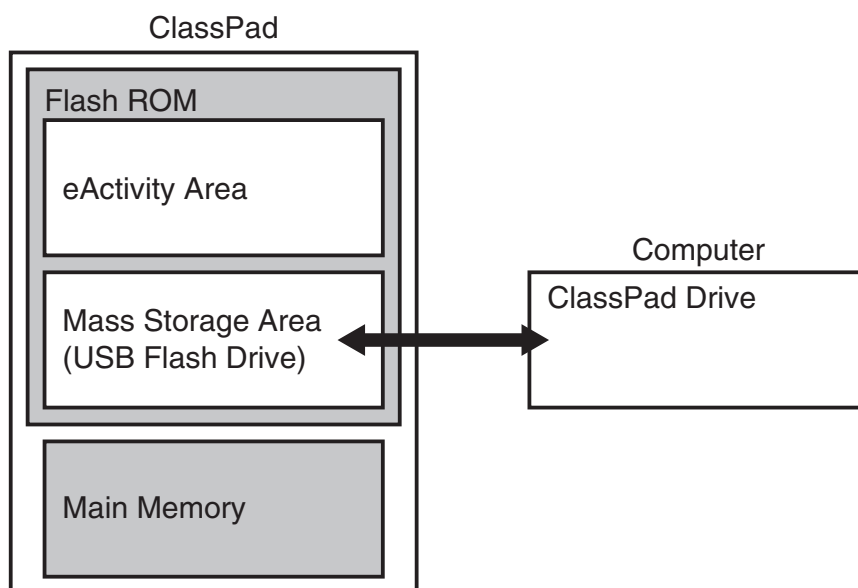 ClassPad
Flash ROM
eActivity Area
Mass Storage Area
(USB Flash Drive)
Main Memory
Computer
ClassPad Drive